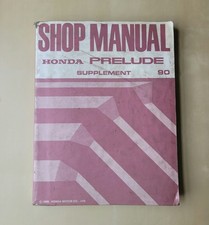 SHOP MANUAL
HONDA PRELUDE
SUPPLEMENT 90